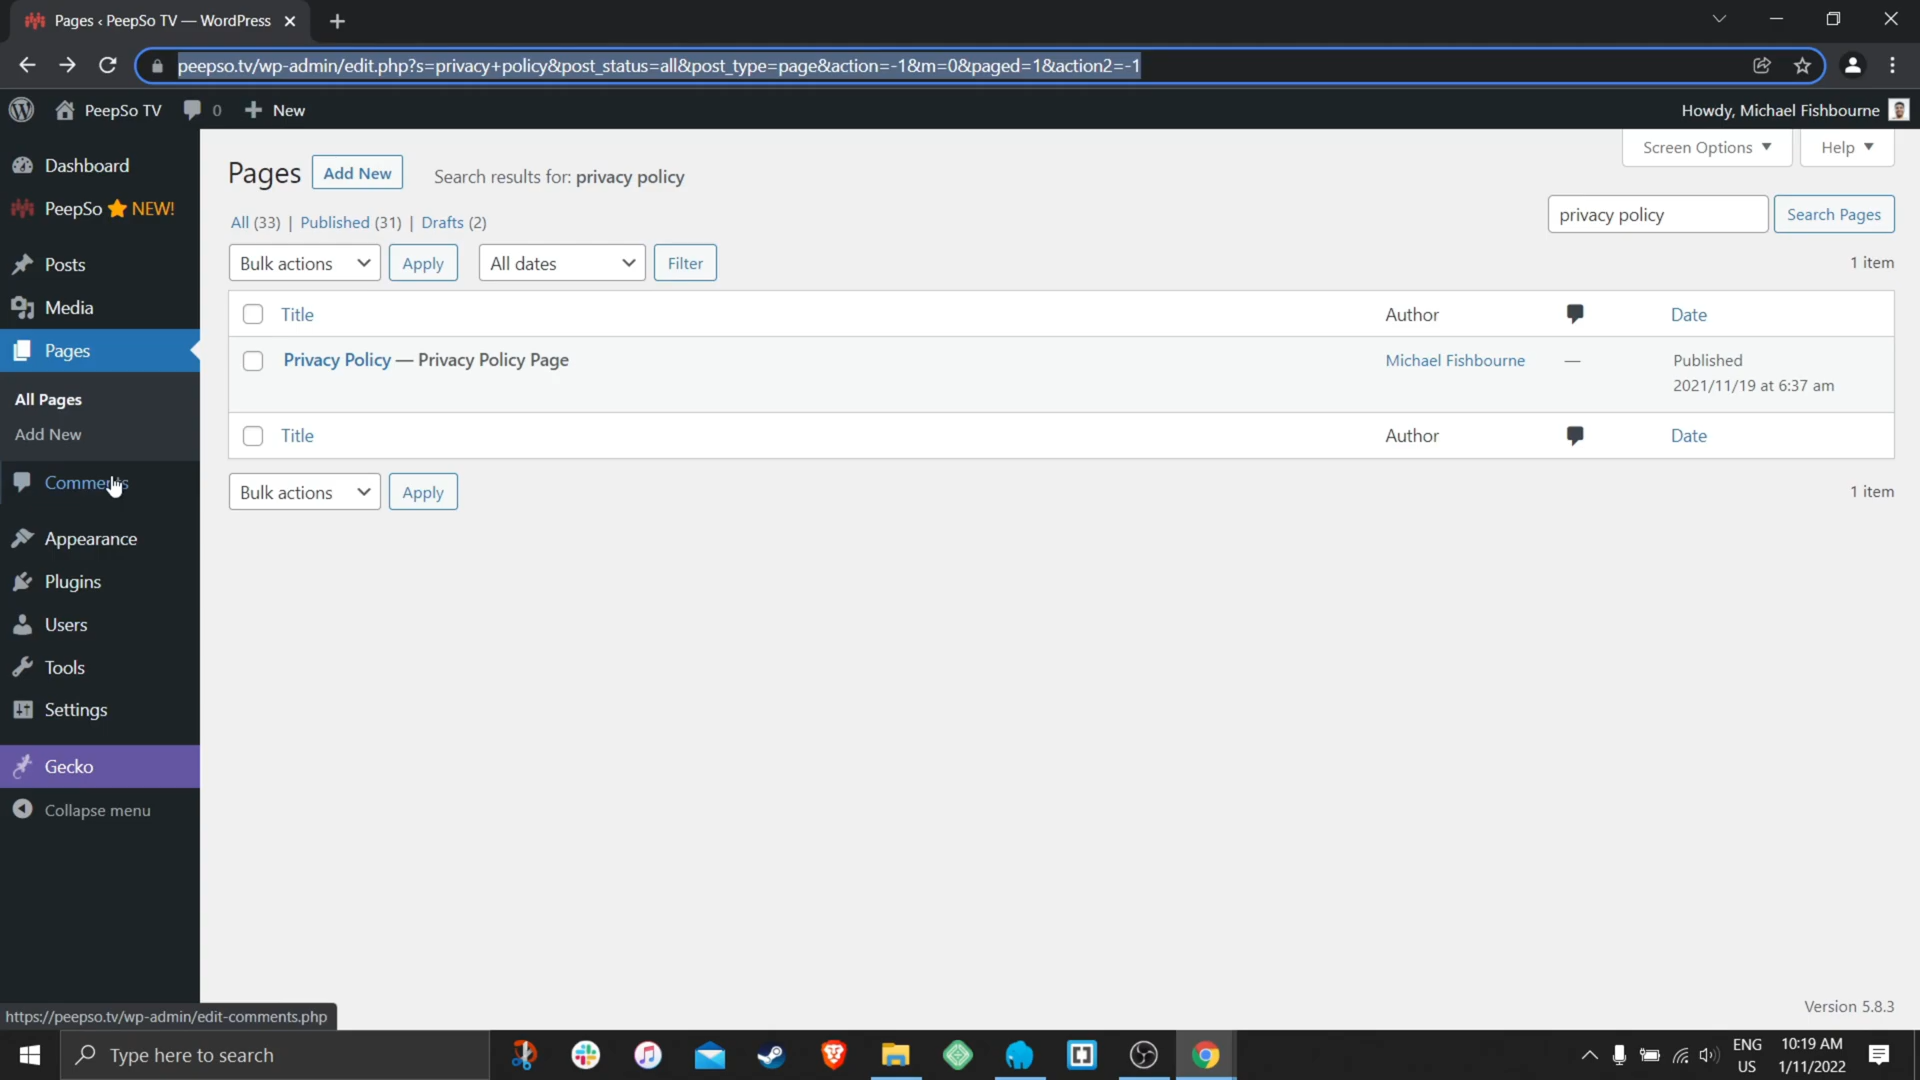 Pages ‹ PeepSo TV — WordPress
peepso.tv/wp-admin/edit.php?s=privacy+policy&post_status=all&post_type=page&action=-1&m=0&paged=1&action2=-1
PeepSo TV 0 New Howdy, Michael Fishbourne
Screen Options Help
Dashboard
PeepSo NEW!
Posts
Media
Pages
All Pages
Add New
Comments
Appearance
Plugins
Users
Tools
Settings
Gecko
Collapse menu
Pages Add New Search results for: privacy policy
All (33) | Published (31) | Drafts (2)
privacy policy Search Pages
Bulk actions Apply All dates Filter 1 item
Title Author Date
Privacy Policy — Privacy Policy Page Michael Fishbourne — Published
2021/11/19 at 6:37 am
Title Author Date
Bulk actions Apply 1 item
Version 5.8.3
https://peepso.tv/wp-admin/edit-comments.php
Type here to search
ENG
US
10:19 AM
1/11/2022